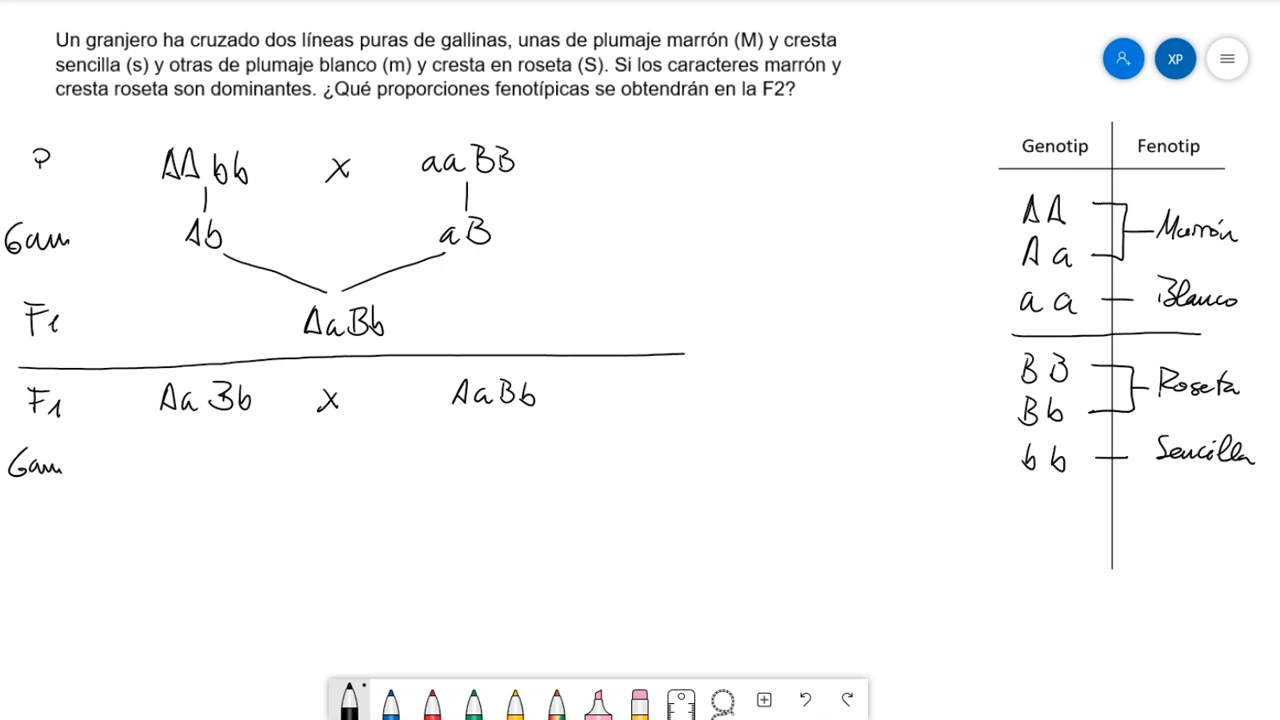 Un granjero ha cruzado dos líneas puras de gallinas, unas de plumaje marrón (M) y cresta
sencilla (s) y otras de plumaje blanco (m) y cresta en roseta (S). Si los caracteres marrón y
cresta roseta son dominantes. ¿Qué proporciones fenotípicas se obtendrán en la F2?
XP
P AA bb x aaBB
Gam Ab aB
F1 AaBb
F1 AaBb x AaBb
Gam
Genotip Fenotip
AA
Aa
Marrón
aa Blanco
BB
Bb
Roseta
bb Sencilla